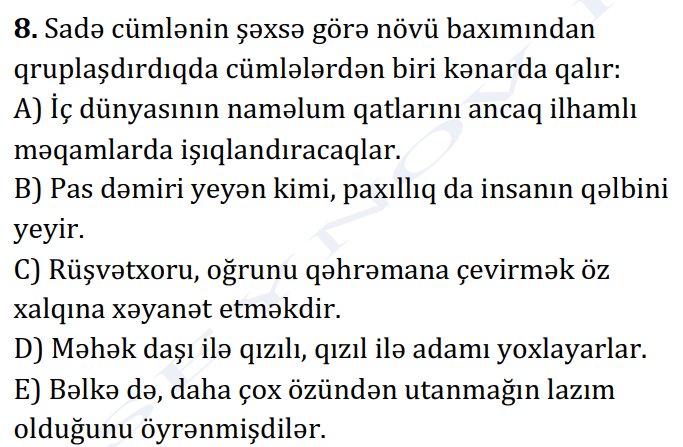 8. Sadə cümlənin şəxsə görə növü baxımından
qruplaşdırdıqda cümlələrdən biri kənarda qalır:
A) İç dünyasının naməlum qatlarını ancaq ilhamlı
məqamlarda işıqlandıracaqlar.
B) Pas dəmiri yeyən kimi, paxıllıq da insanın qəlbini
yeyir.
C) Rüşvətxoru, oğrunu qəhrəmana çevirmək öz
xalqına xəyanət etməkdir.
D) Məhək daşı ilə qızılı, qızıl ilə adamı yoxlayarlar.
E) Bəlkə də, daha çox özündən utanmağın lazım
olduğunu öyrənmişdilər.